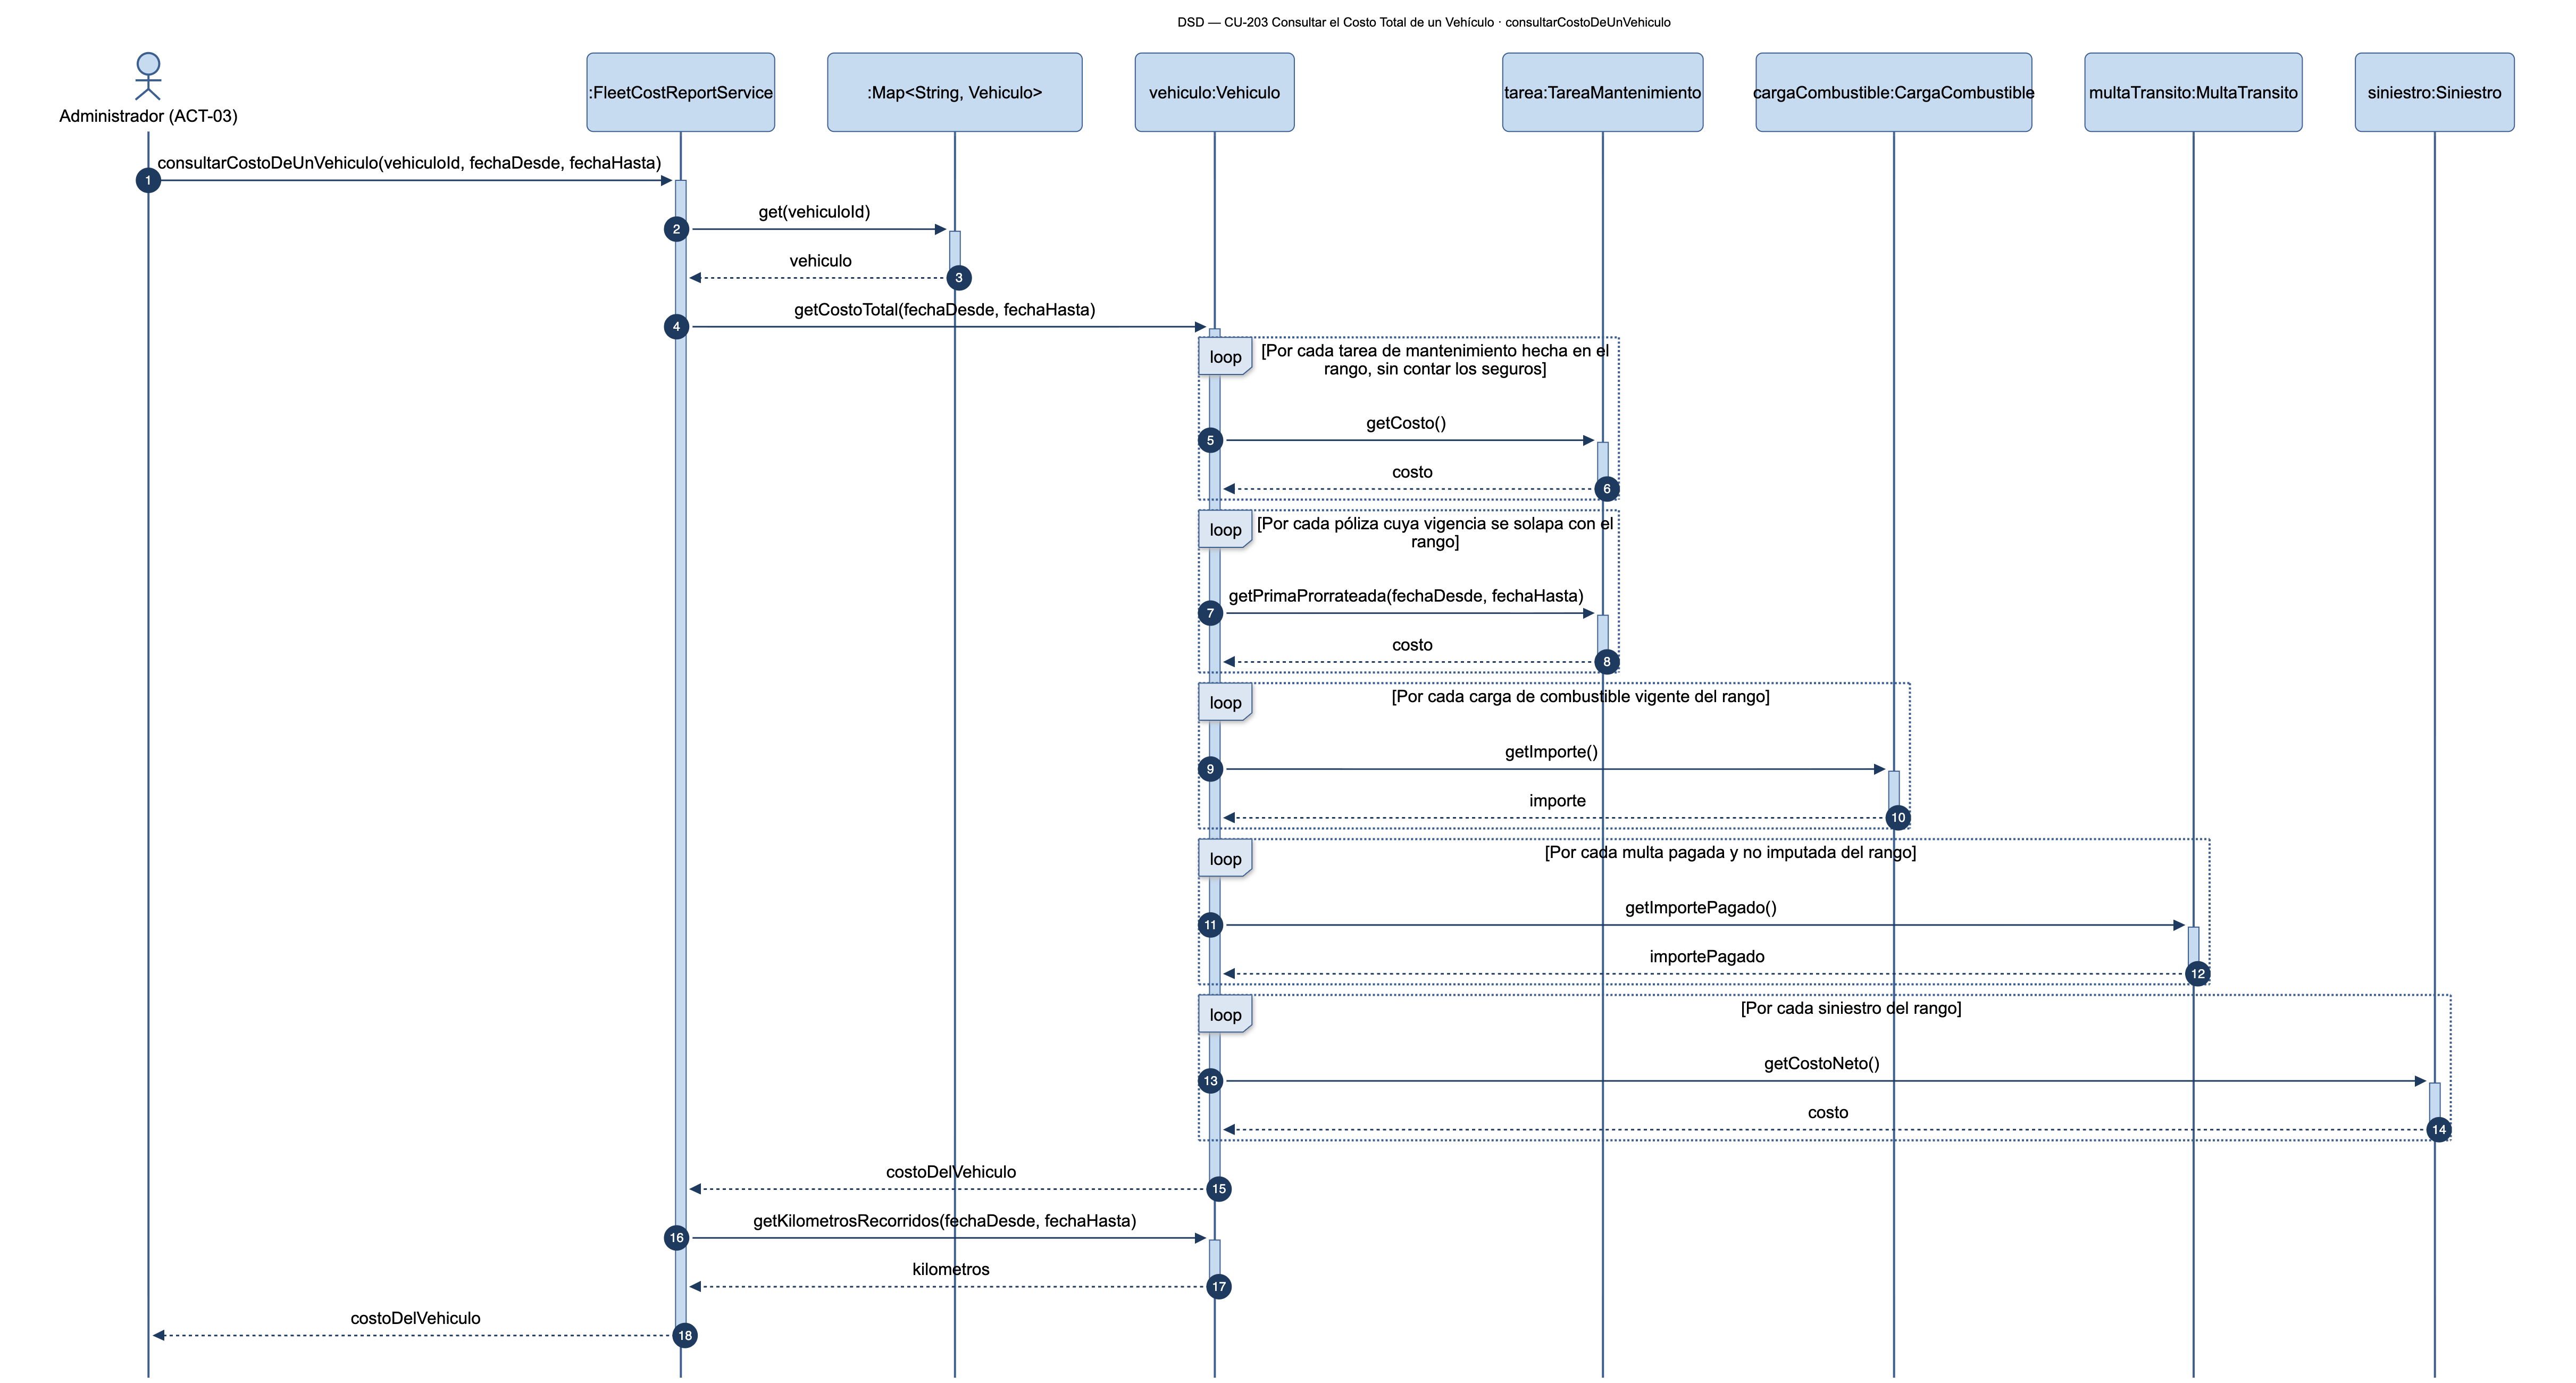 DSD — CU-203 Consultar el Costo Total de un Vehículo · consultarCostoDeUnVehiculo
Administrador (ACT-03)
:FleetCostReportService
:Map<String, Vehiculo>
vehiculo:Vehiculo
tarea:TareaMantenimiento
cargaCombustible:CargaCombustible
multaTransito:MultaTransito
siniestro:Siniestro
consultarCostoDeUnVehiculo(vehiculoId, fechaDesde, fechaHasta)
1
get(vehiculoId)
2
vehiculo
3
getCostoTotal(fechaDesde, fechaHasta)
4
loop
[Por cada tarea de mantenimiento hecha en el
rango, sin contar los seguros]
getCosto()
5
costo
6
loop
[Por cada póliza cuya vigencia se solapa con el
rango]
getPrimaProrrateada(fechaDesde, fechaHasta)
7
costo
8
loop
[Por cada carga de combustible vigente del rango]
getImporte()
9
importe
10
loop
[Por cada multa pagada y no imputada del rango]
getImportePagado()
11
importePagado
12
loop
[Por cada siniestro del rango]
getCostoNeto()
13
costo
14
costoDelVehiculo
15
getKilometrosRecorridos(fechaDesde, fechaHasta)
16
kilometros
17
costoDelVehiculo
18